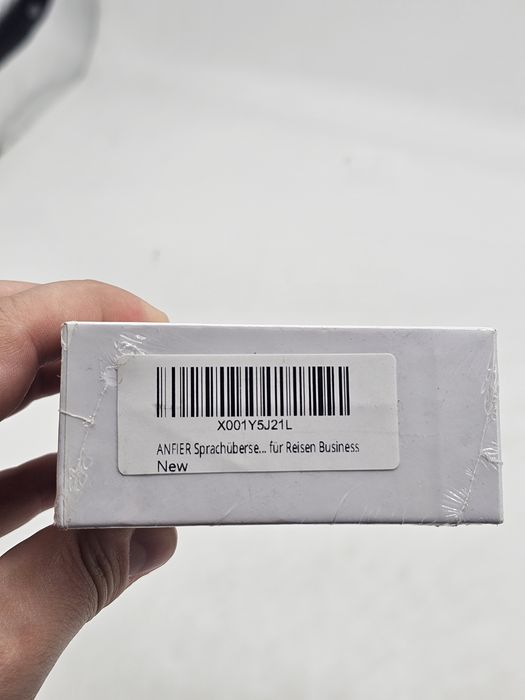 X001Y5J21L
ANFIER Sprachüberse... für Reisen Business
New